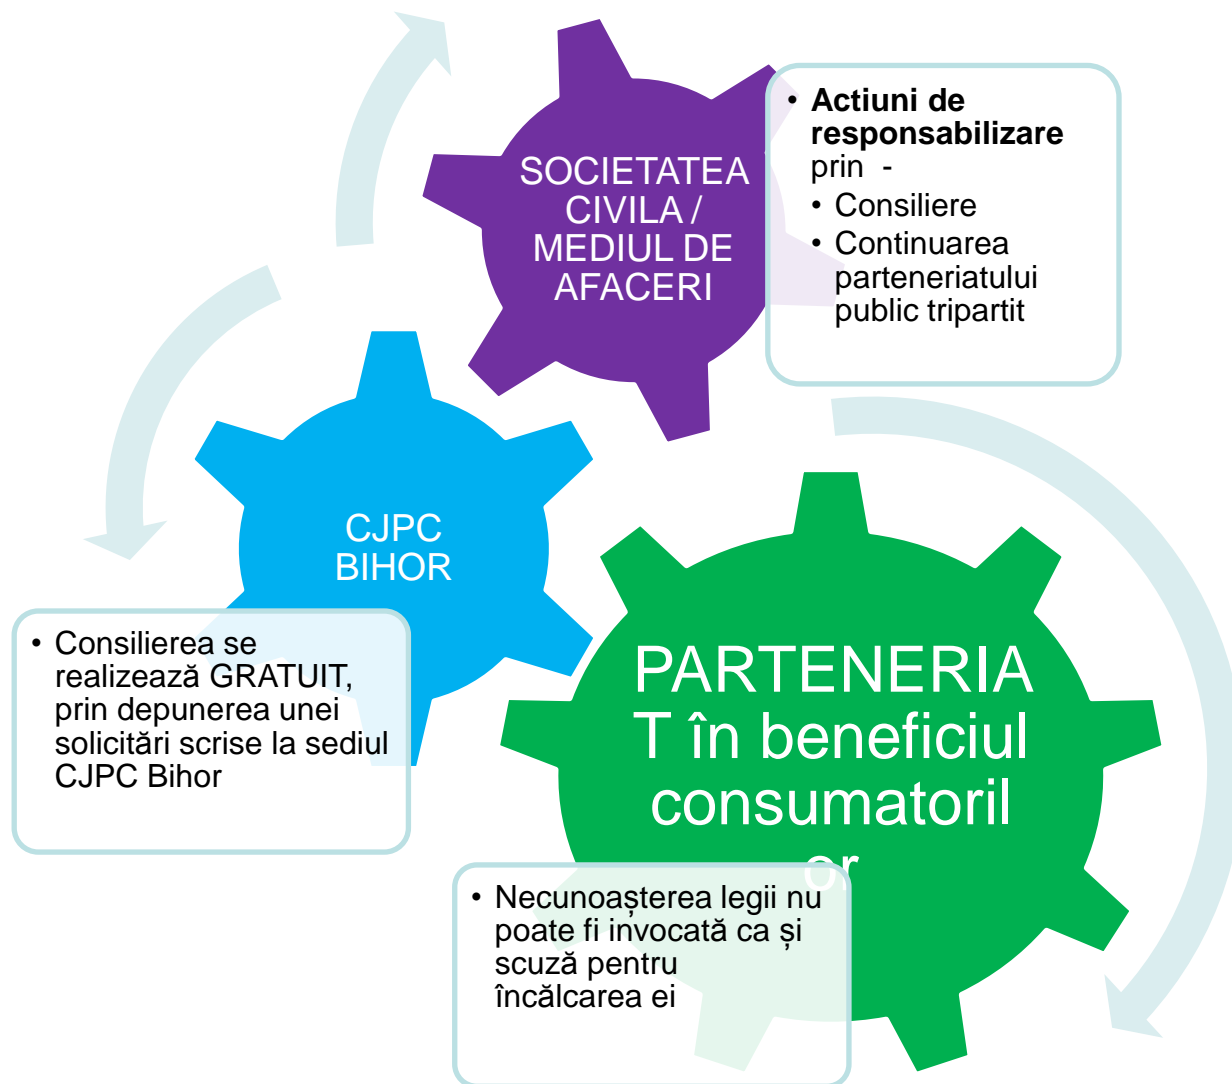 SOCIETATEA
CIVILA /
MEDIUL DE
AFACERI
• Actiuni de
responsabilizare
prin -
• Consiliere
• Continuarea
parteneriatului
public tripartit
CJPC
BIHOR
• Consilierea se
realizează GRATUIT,
prin depunerea unei
solicitări scrise la sediul
CJPC Bihor
PARTENERIA
T în beneficiul
consumatoril
or
• Necunoașterea legii nu
poate fi invocată ca și
scuză pentru
încălcarea ei